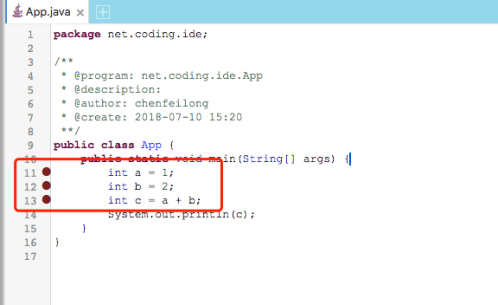 App.java ×
1 package net.coding.ide;
2
3 /**
4 * @program: net.coding.ide.App
5 * @description:
6 * @author: chenfeilong
7 * @create: 2018-07-10 15:20
8 **/
9 public class App {
10 public static void main(String[] args) {
11 int a = 1;
12 int b = 2;
13 int c = a + b;
14 System.out.println(c);
15 }
16 }
17